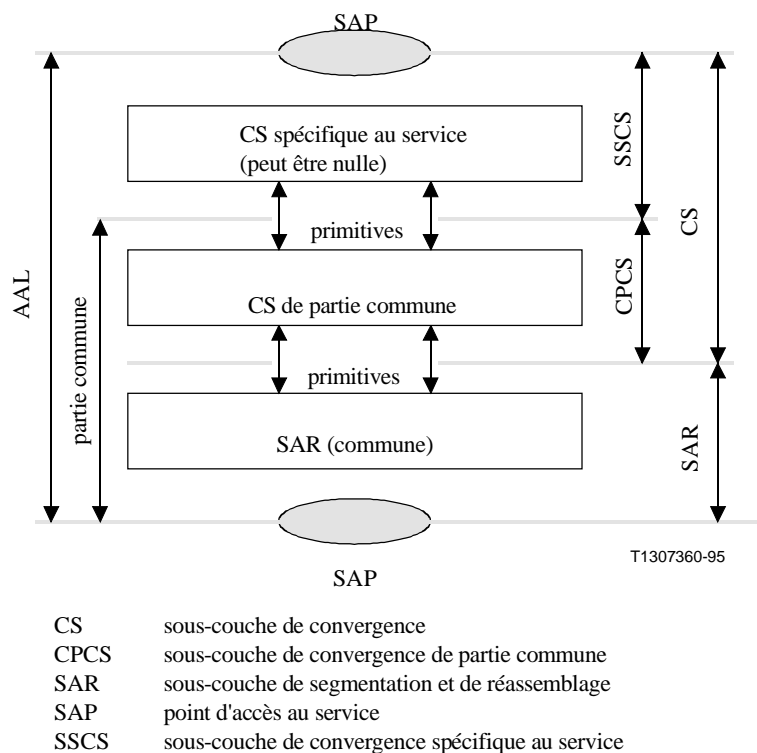 SAP
CS spécifique au service
(peut être nulle)
SSCS
CS
primitives
AAL
partie commune
CS de partie commune
CPCS
primitives
SAR (commune)
SAR
T1307360-95
SAP
CS sous-couche de convergence
CPCS sous-couche de convergence de partie commune
SAR sous-couche de segmentation et de réassemblage
SAP point d'accès au service
SSCS sous-couche de convergence spécifique au service